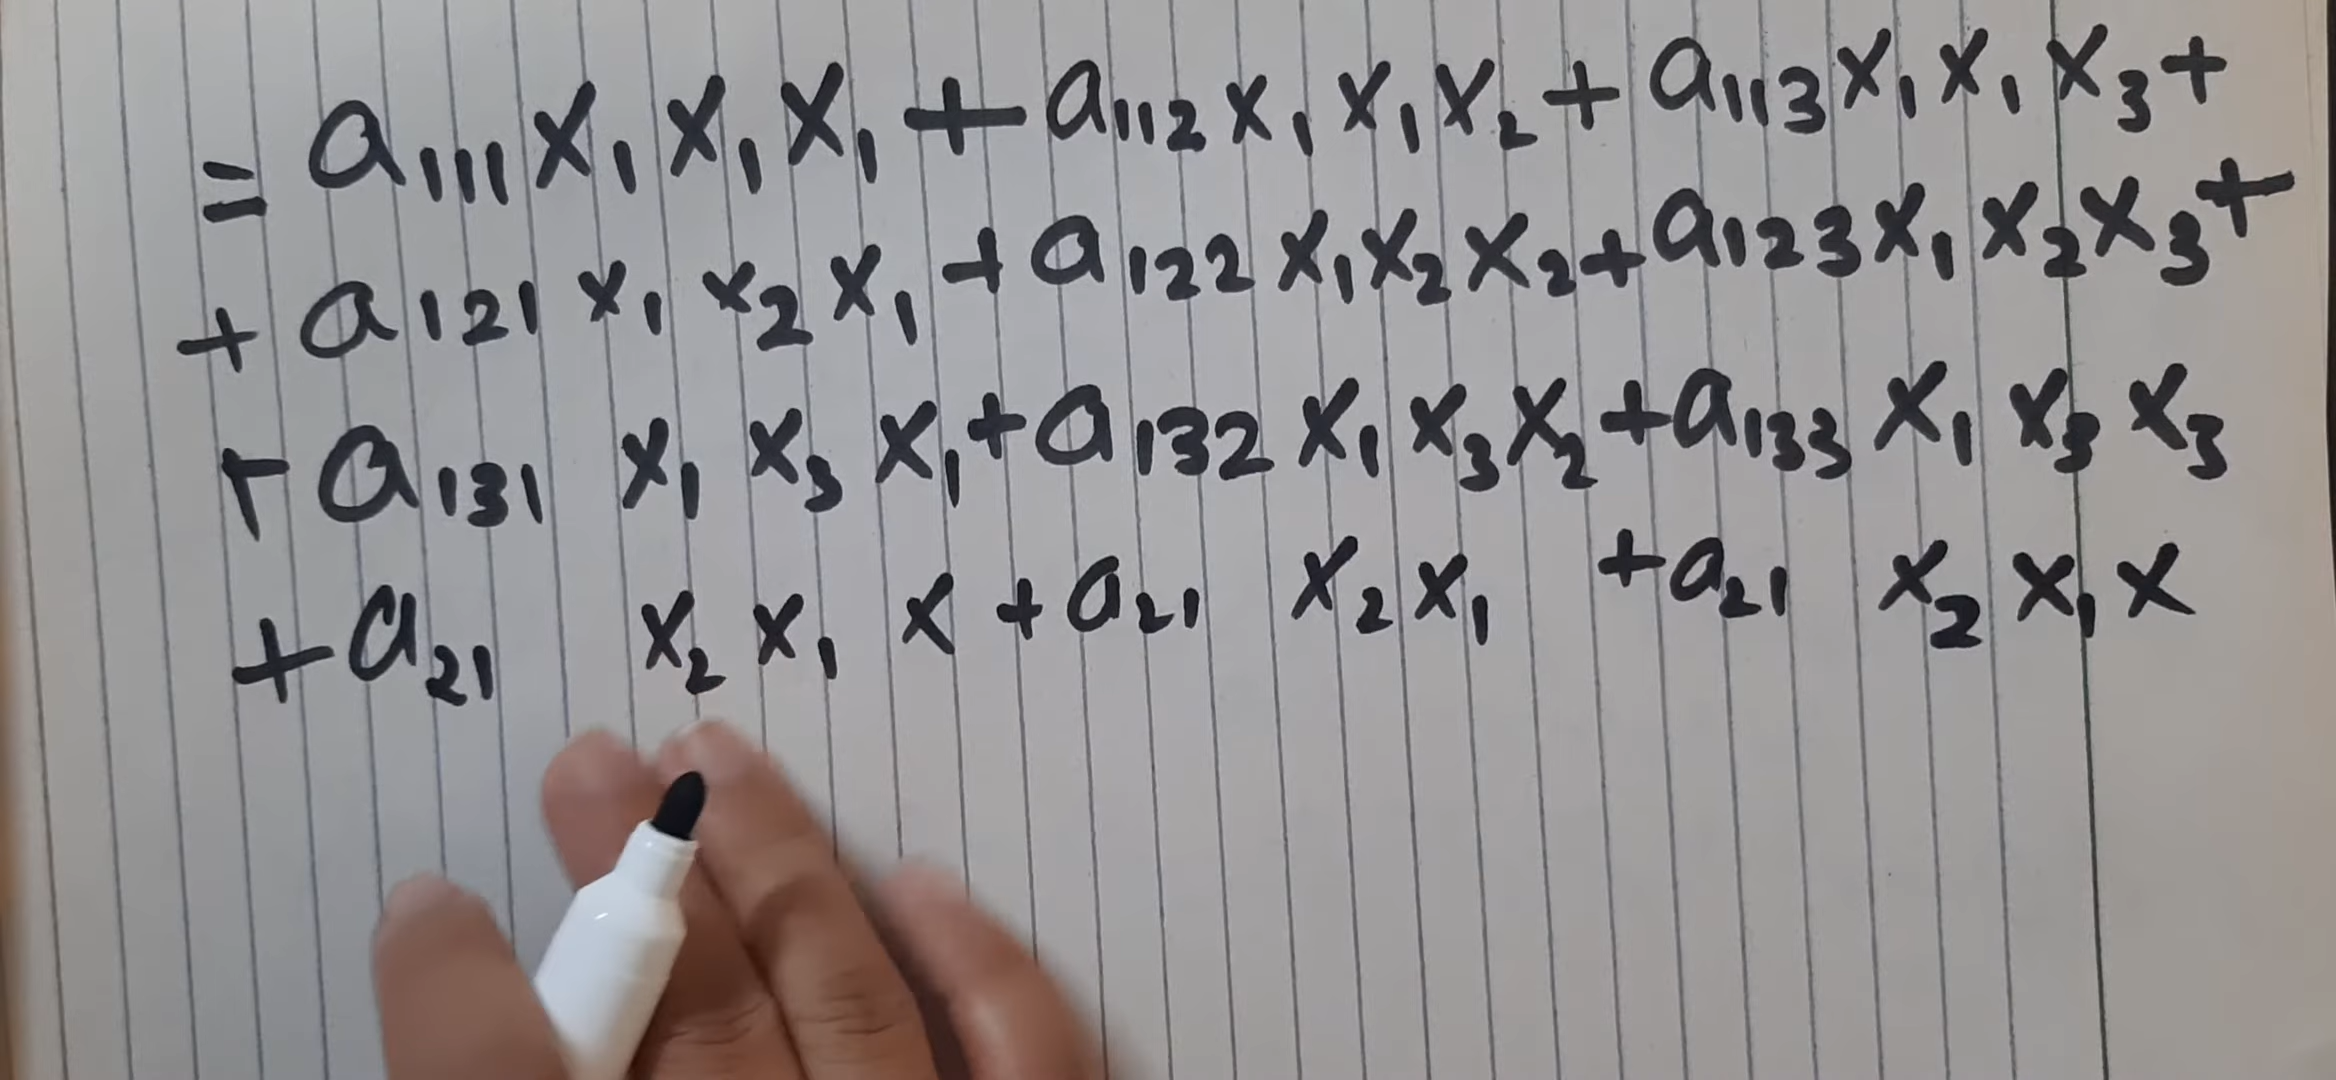 = a₁₁₁ x₁ x₁ x₁ + a₁₁₂ x₁ x₁ x₂ + a₁₁₃ x₁ x₁ x₃ +
+ a₁₂₁ x₁ x₂ x₁ + a₁₂₂ x₁ x₂ x₂ + a₁₂₃ x₁ x₂ x₃ +
+ a₁₃₁ x₁ x₃ x₁ + a₁₃₂ x₁ x₃ x₂ + a₁₃₃ x₁ x₃ x₃
+ a₂₁ x₂ x₁ x + a₂₁ x₂ x₁ + a₂₁ x₂ x₁ x